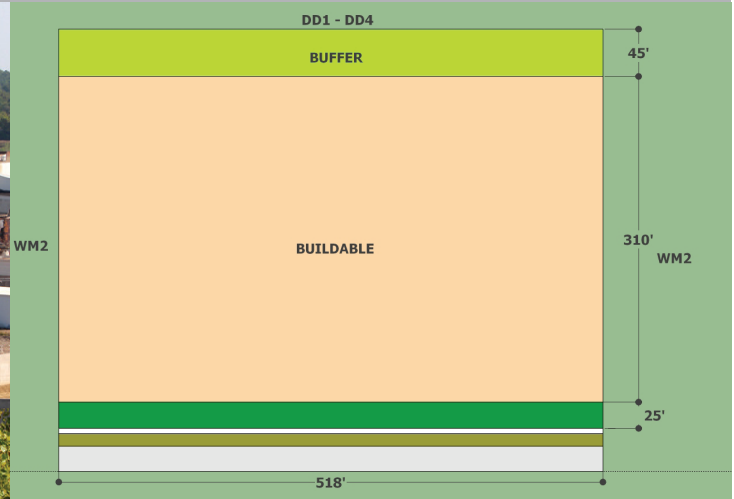 DD1 - DD4
BUFFER
45'
BUILDABLE
310'
WM2
WM2
25'
518'